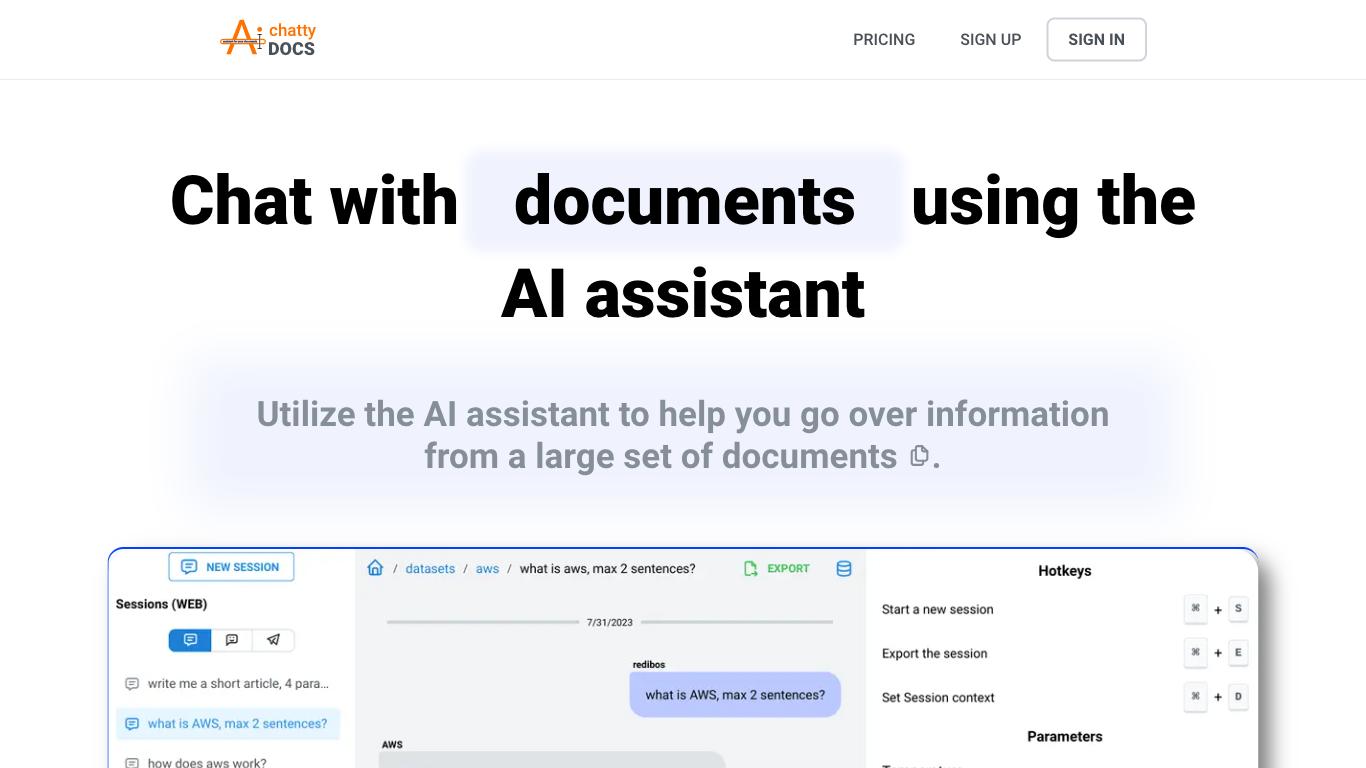 Ai chatty
DOCS
PRICING
SIGN UP
SIGN IN
Chat with documents using the
AI assistant
Utilize the AI assistant to help you go over information
from a large set of documents .
NEW SESSION
Sessions (WEB)
write me a short article, 4 para...
what is AWS, max 2 sentences?
how does aws work?
/ datasets / aws / what is aws, max 2 sentences?
EXPORT
7/31/2023
redibos
what is AWS, max 2 sentences?
AWS
Hotkeys
Start a new session
⌘ + S
Export the session
⌘ + E
Set Session context
⌘ + D
Parameters